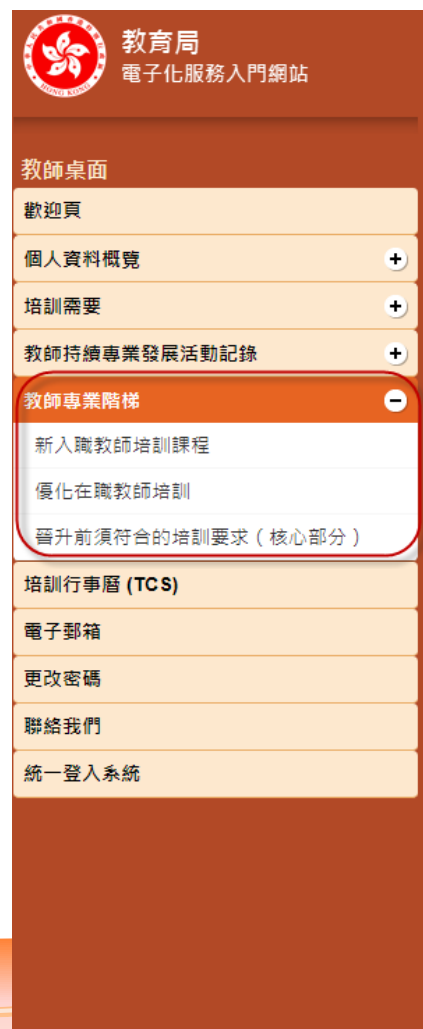 教育局
電子化服務入門網站
教師桌面
歡迎頁
個人資料概覽
培訓需要
教師持續專業發展活動記錄
教師專業階梯
新入職教師培訓課程
優化在職教師培訓
晉升前須符合的培訓要求（核心部分）
培訓行事曆 (TCS)
電子郵箱
更改密碼
聯絡我們
統一登入系統